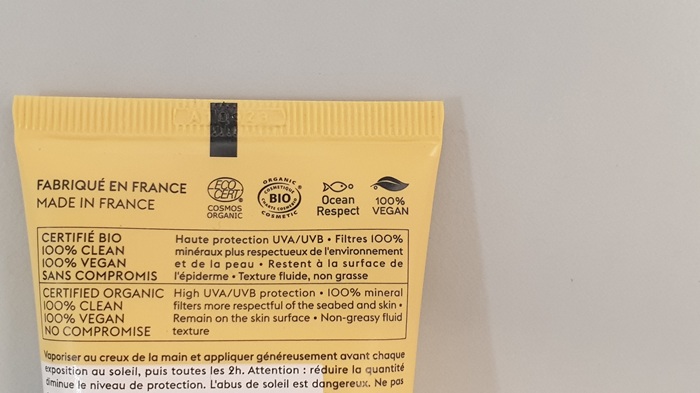 FABRIQUÉ EN FRANCE
MADE IN FRANCE
ECO
CERT
COSMOS
ORGANIC
ORGANIC
COSMÉTIQUE
BIO
COSMETIC
Ocean
Respect
100%
VEGAN
CERTIFIÉ BIO
100% CLEAN
100% VEGAN
SANS COMPROMIS
Haute protection UVA/UVB • Filtres 100%
minéraux plus respectueux de l'environnement
et de la peau • Restent à la surface de
l'épiderme • Texture fluide, non grasse
CERTIFIED ORGANIC
100% CLEAN
100% VEGAN
NO COMPROMISE
High UVA/UVB protection • 100% mineral
filters more respectful of the seabed and skin •
Remain on the skin surface • Non-greasy fluid
texture
Vaporiser au creux de la main et appliquer généreusement avant chaque
exposition au soleil, puis toutes les 2h. Attention : réduire la quantité
diminue le niveau de protection. L'abus de soleil est dangereux. Ne pas